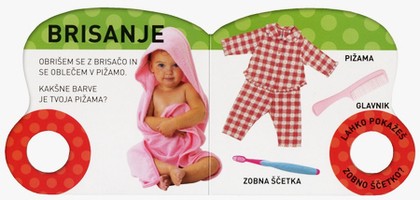 BRISANJE
OBRIŠEM SE Z BRISAČO IN
SE OBLEČEM V PIŽAMO.
KAKŠNE BARVE
JE TVOJA PIŽAMA?
PIŽAMA
GLAVNIK
ZOBNA ŠČETKA
LAHKO POKAŽEŠ
ZOBNO ŠČETKO?